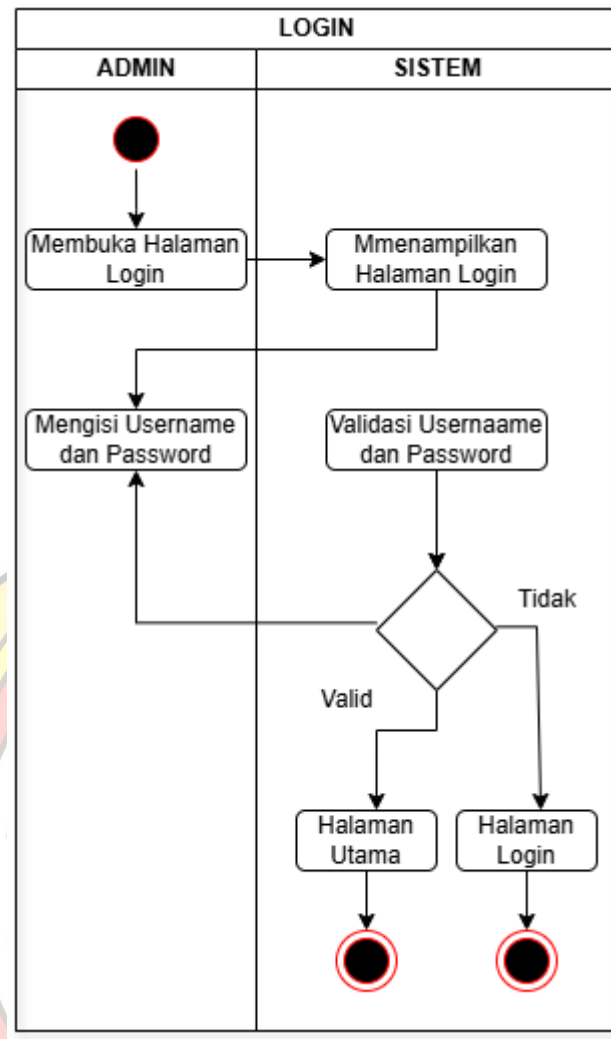 LOGIN
ADMIN
SISTEM
Membuka Halaman
Login
Mmenampilkan
Halaman Login
Mengisi Username
dan Password
Validasi Usernaame
dan Password
Tidak
Valid
Halaman
Utama
Halaman
Login